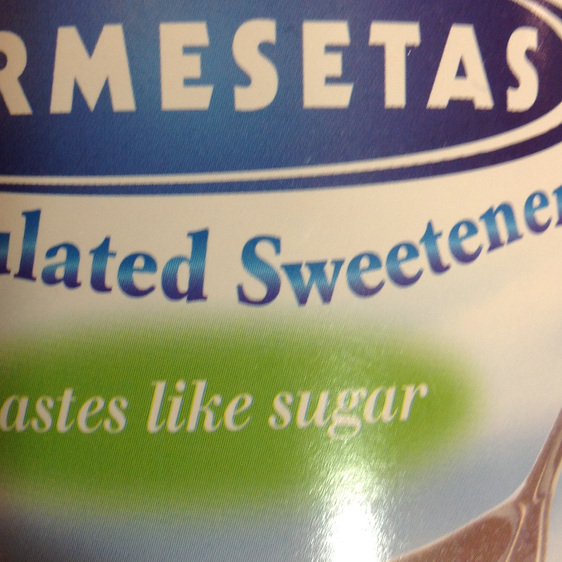 RMESETAS
ulated Sweetener
astes like sugar